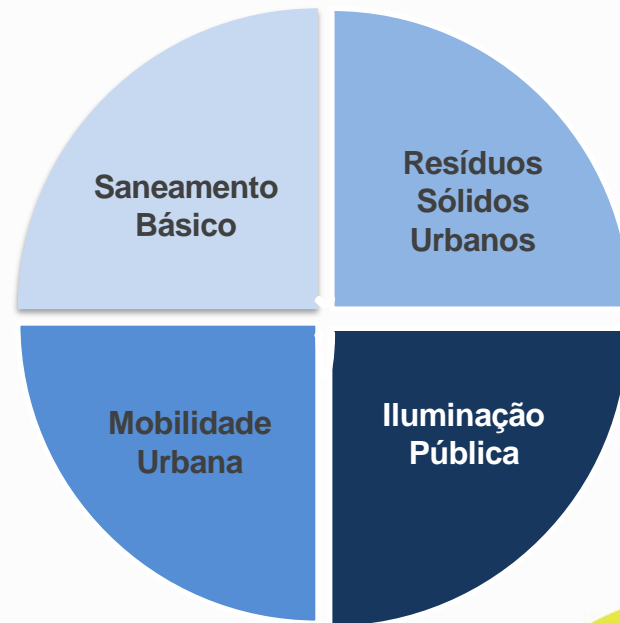 Saneamento
Básico
Resíduos
Sólidos
Urbanos
Mobilidade
Urbana
Iluminação
Pública